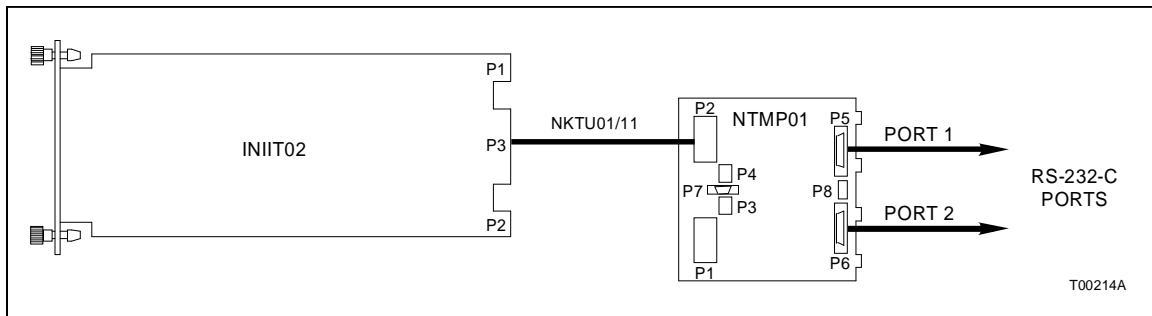 P1
INIIT02
P3
P2
NKTU01/11
P2
NTMP01
P5
PORT 1
P4
P7
P8
P3
RS-232-C
PORTS
PORT 2
P1
P6
T00214A